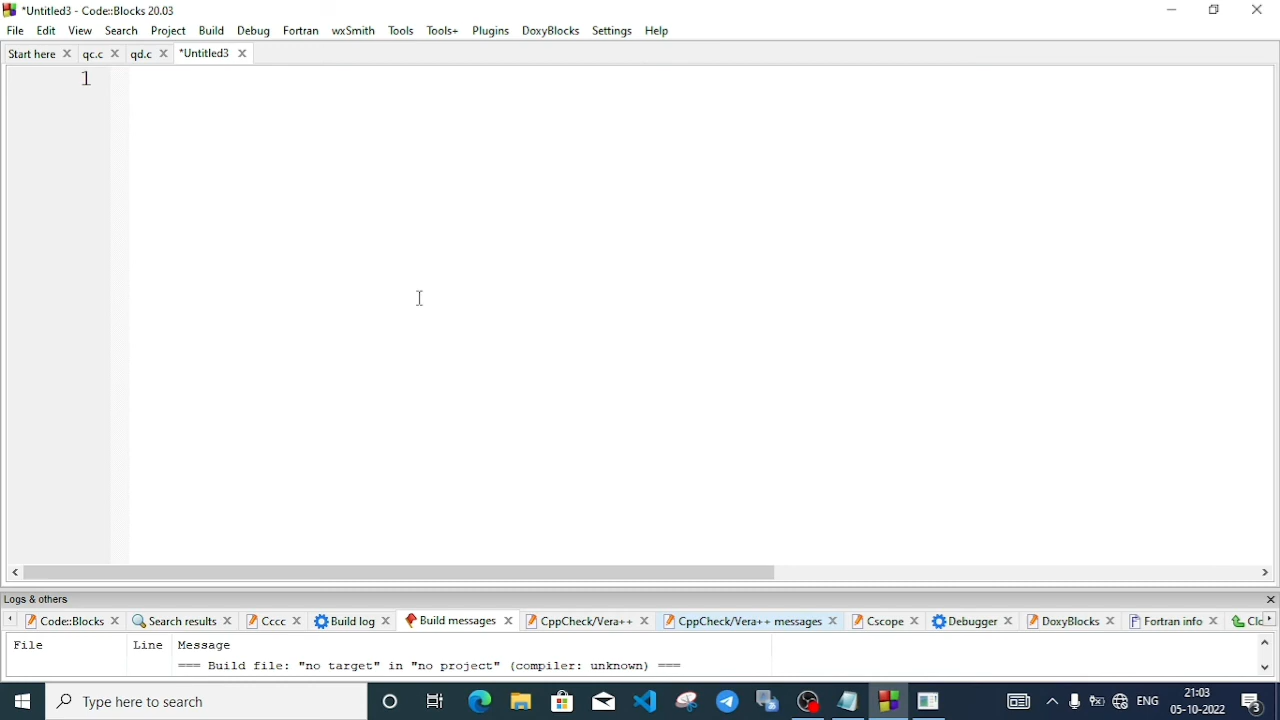 *Untitled3 - Code::Blocks 20.03
File Edit View Search Project Build Debug Fortran wxSmith Tools Tools+ Plugins DoxyBlocks Settings Help
Start here qc.c qd.c *Untitled3
1
Logs & others
Code::Blocks Search results Cccc Build log Build messages CppCheck/Vera++ CppCheck/Vera++ messages Cscope Debugger DoxyBlocks Fortran info Clo
File Line Message
=== Build file: "no target" in "no project" (compiler: unknown) ===
Type here to search ENG 21:03
05-10-2022 3